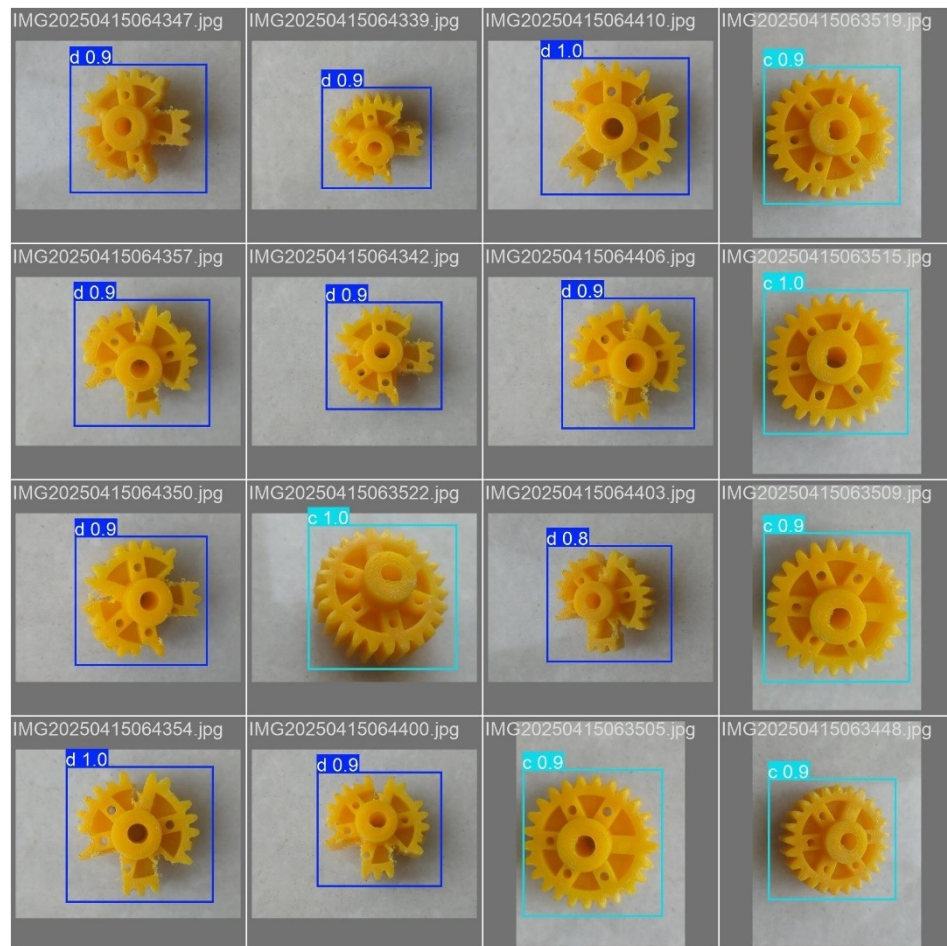 IMG20250415064347.jpg
d 0.9
IMG20250415064339.jpg
d 0.9
IMG20250415064410.jpg
d 1.0
IMG20250415063519.jpg
c 0.9
IMG20250415064357.jpg
d 0.9
IMG20250415064342.jpg
d 0.9
IMG20250415064406.jpg
d 0.9
IMG20250415063515.jpg
c 1.0
IMG20250415064350.jpg
d 0.9
IMG20250415063522.jpg
c 1.0
IMG20250415064403.jpg
d 0.8
IMG20250415063509.jpg
c 0.9
IMG20250415064354.jpg
d 1.0
IMG20250415064400.jpg
d 0.9
IMG20250415063505.jpg
c 0.9
IMG20250415063448.jpg
c 0.9